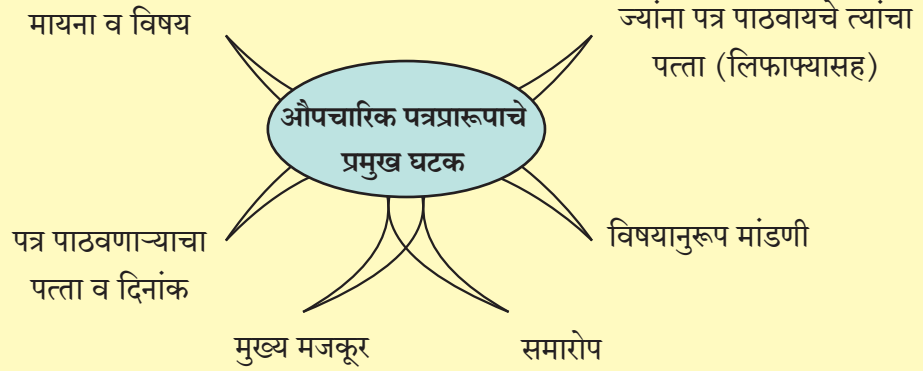 मायना व विषय
ज्यांना पत्र पाठवायचे त्यांचा
पत्ता (लिफाफ्यासह)
औपचारिक पत्रप्रारूपाचे
प्रमुख घटक
पत्र पाठवणाऱ्याचा
पत्ता व दिनांक
विषयानुरूप मांडणी
मुख्य मजकूर
समारोप